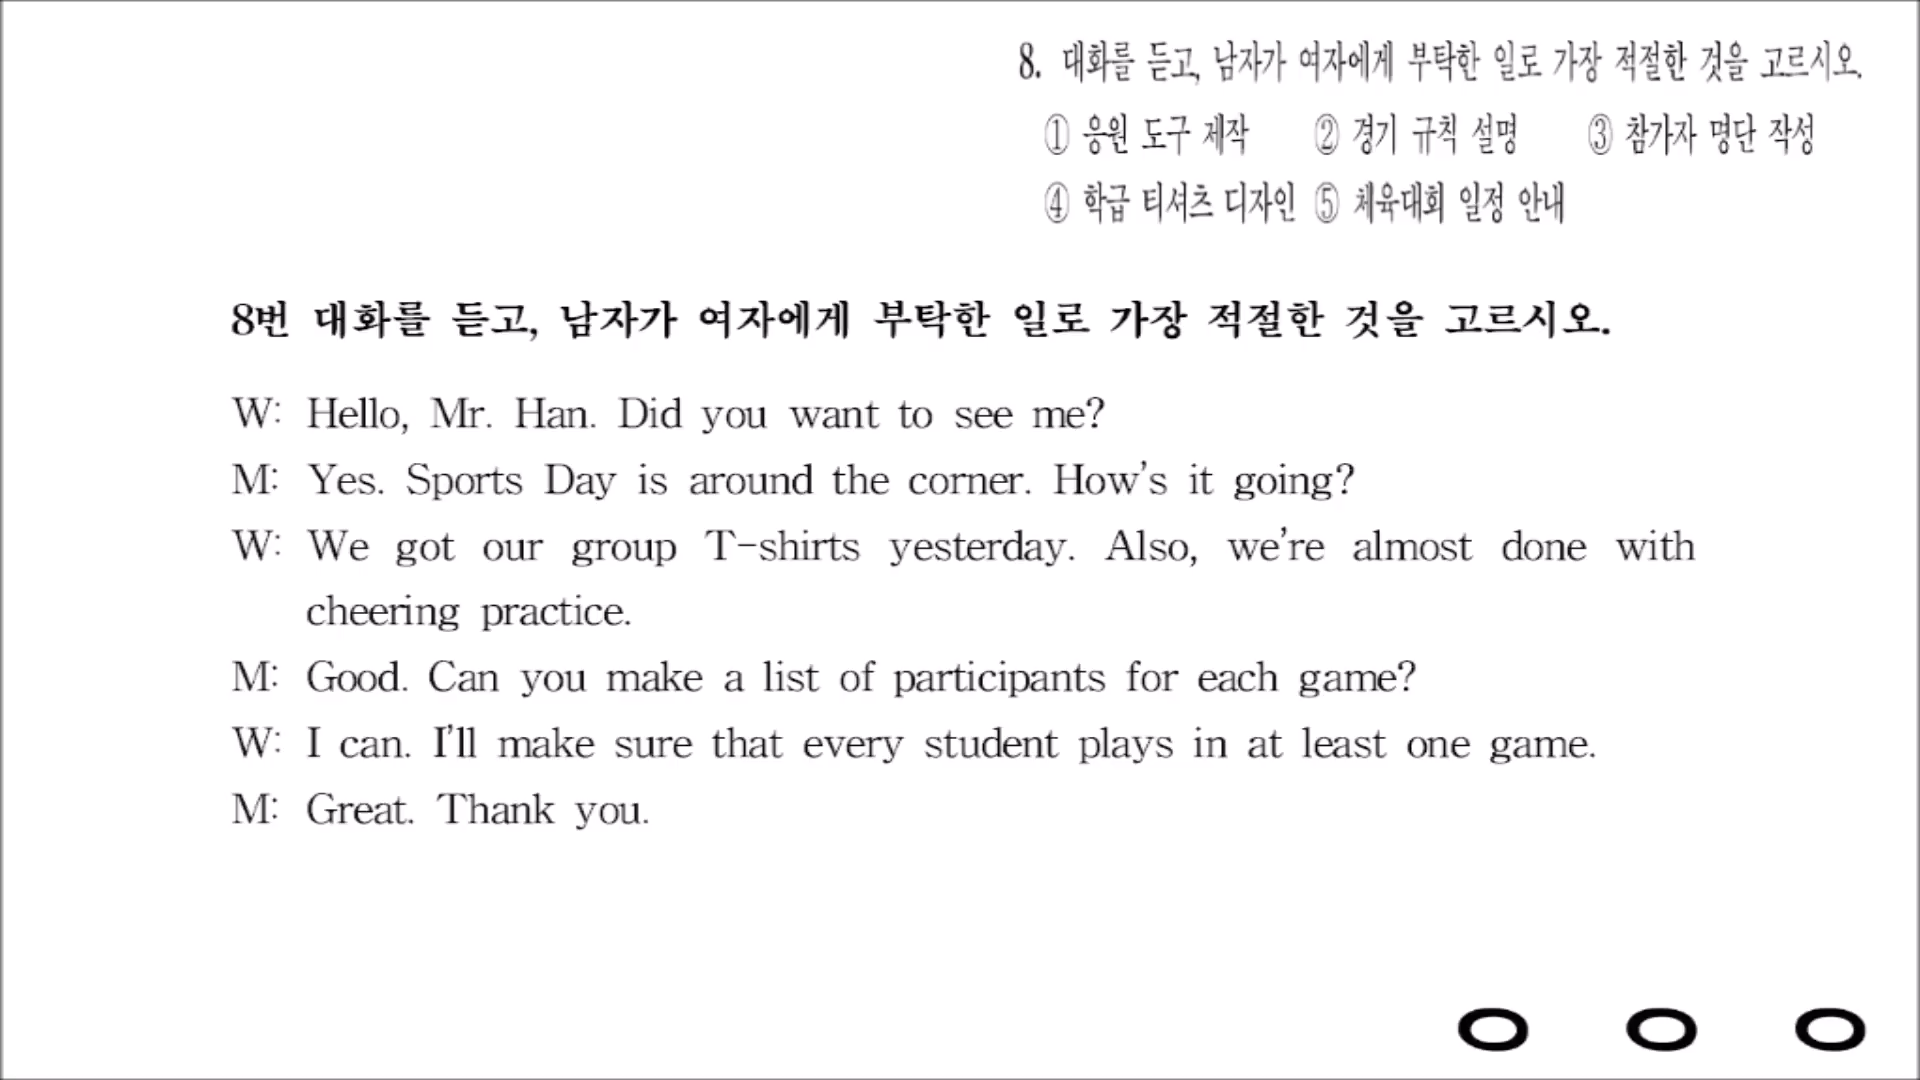 8. 대화를 듣고, 남자가 여자에게 부탁한 일로 가장 적절한 것을 고르시오.
① 응원 도구 제작 ② 경기 규칙 설명 ③ 참가자 명단 작성
④ 학급 티셔츠 디자인 ⑤ 체육대회 일정 안내
8번 대화를 듣고, 남자가 여자에게 부탁한 일로 가장 적절한 것을 고르시오.
W: Hello, Mr. Han. Did you want to see me?
M: Yes. Sports Day is around the corner. How's it going?
W: We got our group T-shirts yesterday. Also, we're almost done with
cheering practice.
M: Good. Can you make a list of participants for each game?
W: I can. I'll make sure that every student plays in at least one game.
M: Great. Thank you.
ㅇ ㅇ ㅇ